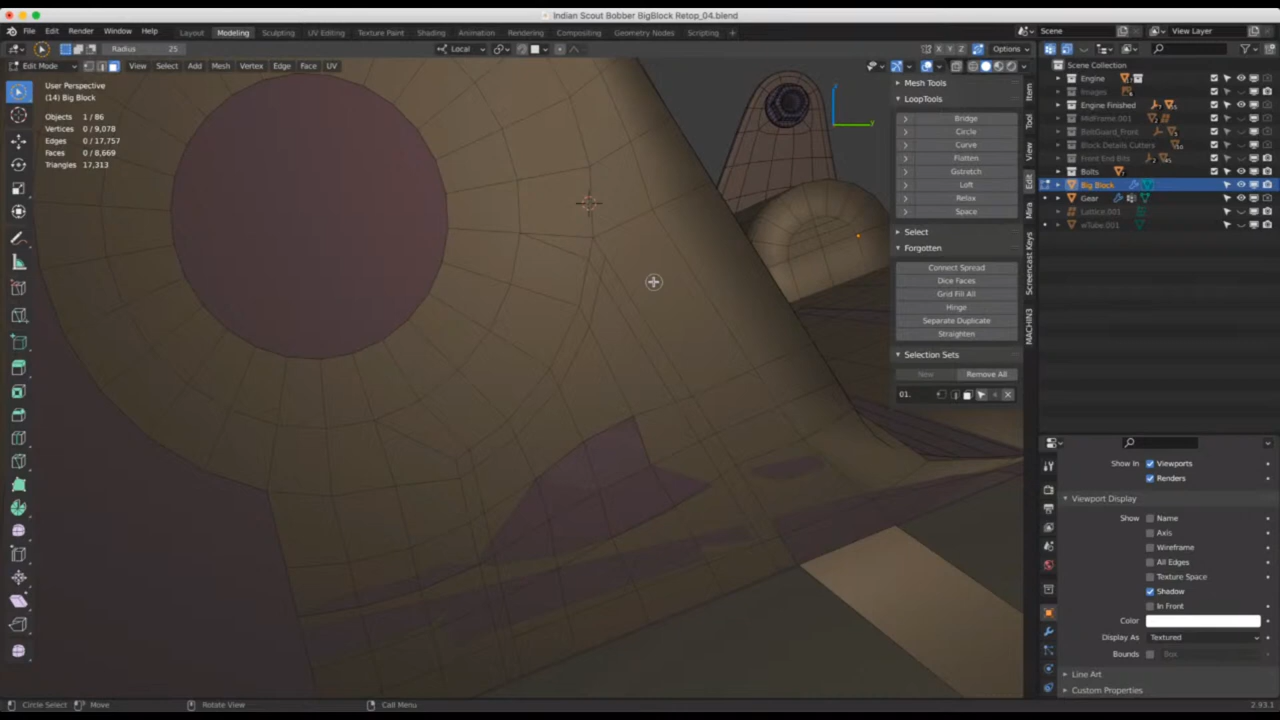 Indian Scout Bobber BigBlock Retop_04.blend
File Edit Render Window Help Layout Modeling Sculpting UV Editing Texture Paint Shading Animation Rendering Compositing Geometry Nodes Scripting Scene View Layer
Radius 25 Local X Y Z Options
Edit Mode View Select Add Mesh Vertex Edge Face UV
User Perspective
(14) Big Block
Objects 1 / 86
Vertices 0 / 9,078
Edges 0 / 17,757
Faces 0 / 8,669
Triangles 17,313
Mesh Tools
LoopTools
Bridge
Circle
Curve
Flatten
Gstretch
Loft
Relax
Space
Select
Forgotten
Connect Spread
Dice Faces
Grid Fill All
Hinge
Separate Duplicate
Straighten
Selection Sets
New Remove All
01.
Item
Tool
View
Edit
Mira
Screencast Keys
MACHIN3
Scene Collection
Engine
Images
Engine Finished
MidFrame.001
BeltGuard_front
Block Details Cutters
Front End Bits
Bolts
Big Block
Gear
Lattice.001
wTube.001
Show In Viewports
Renders
Viewport Display
Show Name
Axis
Wireframe
All Edges
Texture Space
Shadow
In Front
Color
Display As Textured
Bounds Box
Line Art
Custom Properties
Circle Select Move Rotate View Call Menu 2.93.1